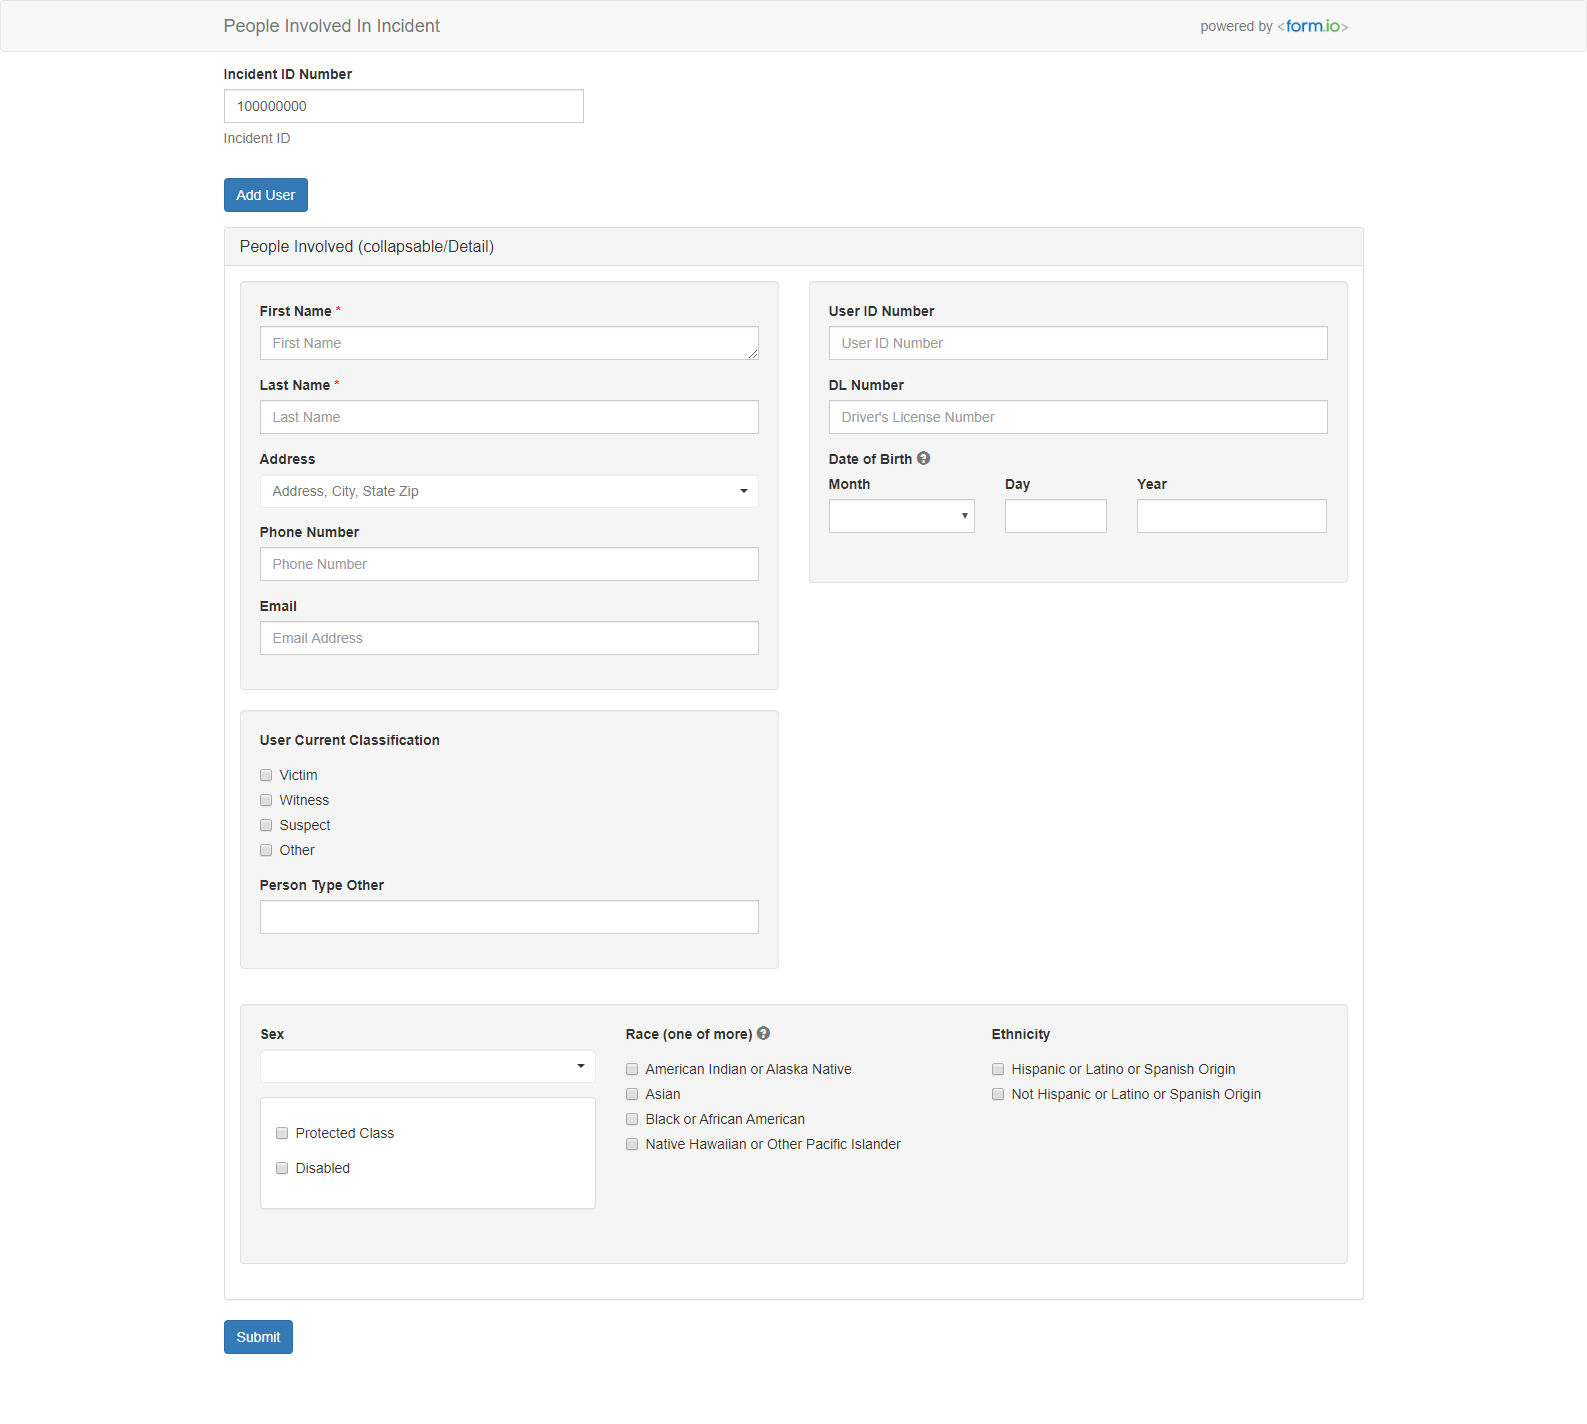 People Involved In Incident
powered by <form.io>
Incident ID Number
100000000
Incident ID
Add User
People Involved (collapsable/Detail)
First Name *
First Name
Last Name *
Last Name
Address
Address, City, State Zip
Phone Number
Phone Number
Email
Email Address
User ID Number
User ID Number
DL Number
Driver's License Number
Date of Birth
Month Day Year
User Current Classification
Victim
Witness
Suspect
Other
Person Type Other
Sex
Protected Class
Disabled
Race (one of more)
American Indian or Alaska Native
Asian
Black or African American
Native Hawaiian or Other Pacific Islander
Ethnicity
Hispanic or Latino or Spanish Origin
Not Hispanic or Latino or Spanish Origin
Submit